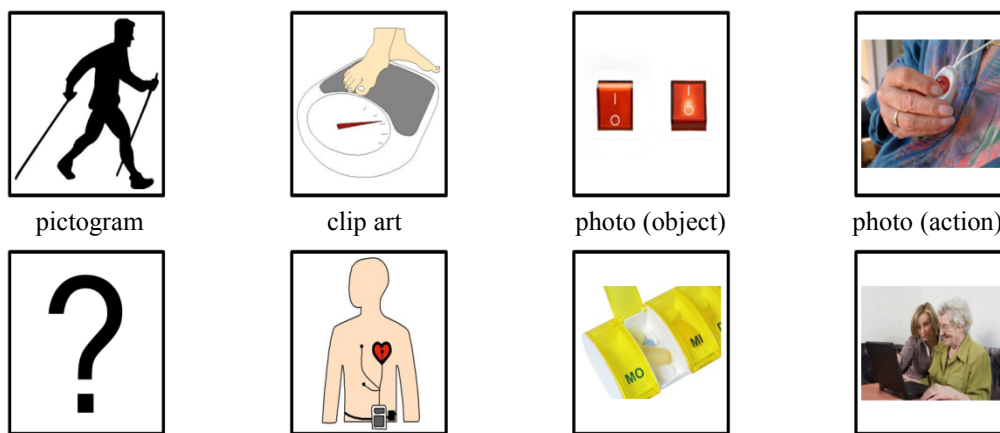 I I
O O
pictogram
clip art
photo (object)
photo (action)
?
MO
MI